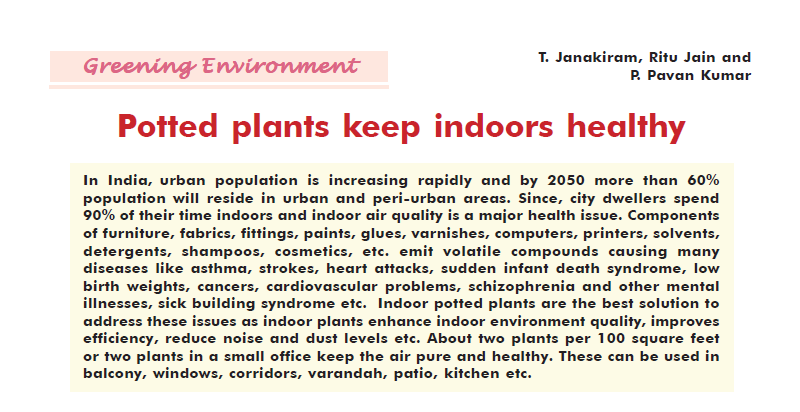 Greening Environment
T. Janakiram, Ritu Jain and
P. Pavan Kumar
Potted plants keep indoors healthy
In India, urban population is increasing rapidly and by 2050 more than 60%
population will reside in urban and peri-urban areas. Since, city dwellers spend
90% of their time indoors and indoor air quality is a major health issue. Components
of furniture, fabrics, fittings, paints, glues, varnishes, computers, printers, solvents,
detergents, shampoos, cosmetics, etc. emit volatile compounds causing many
diseases like asthma, strokes, heart attacks, sudden infant death syndrome, low
birth weights, cancers, cardiovascular problems, schizophrenia and other mental
illnesses, sick building syndrome etc. Indoor potted plants are the best solution to
address these issues as indoor plants enhance indoor environment quality, improves
efficiency, reduce noise and dust levels etc. About two plants per 100 square feet
or two plants in a small office keep the air pure and healthy. These can be used in
balcony, windows, corridors, varandah, patio, kitchen etc.